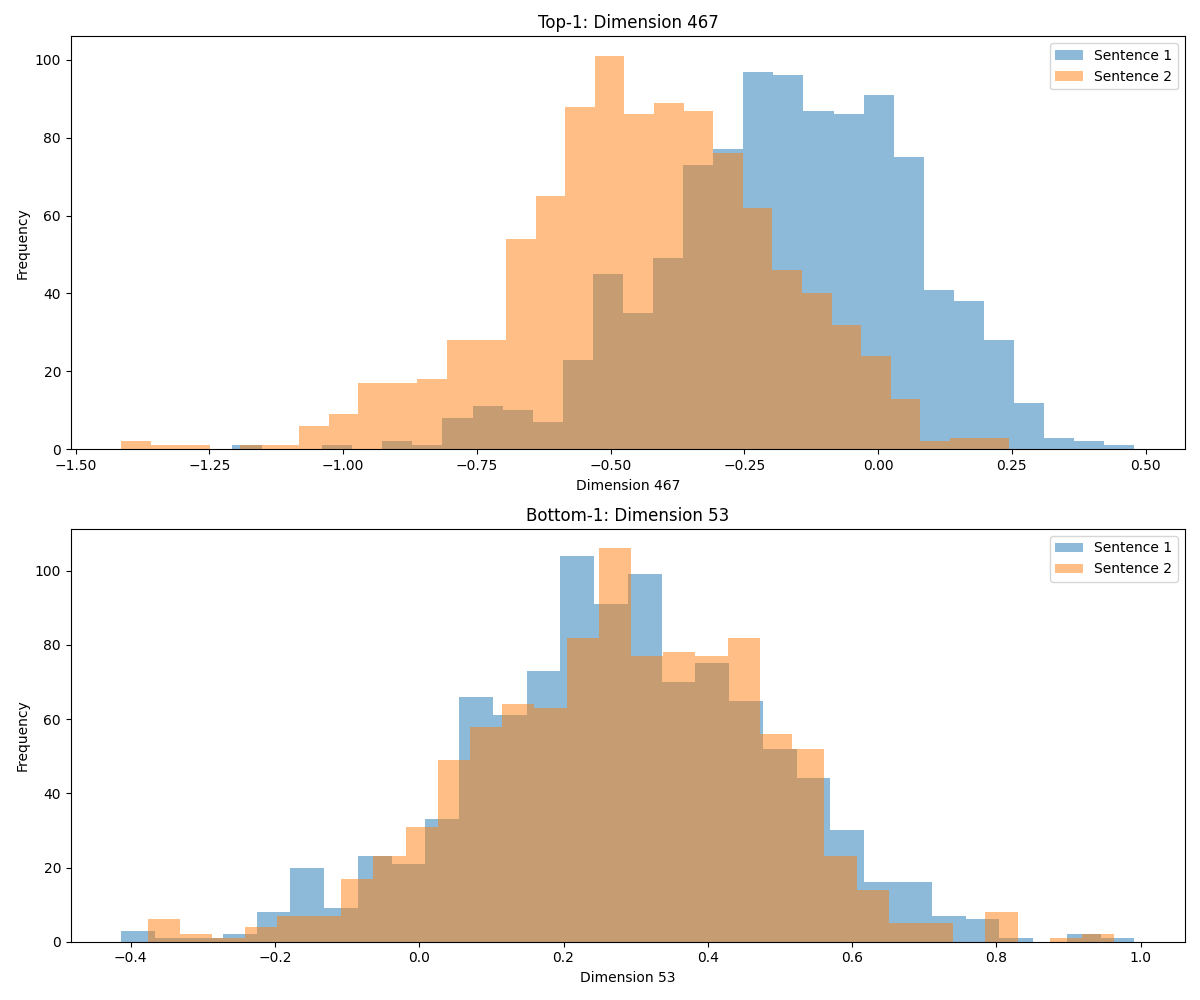 Top-1: Dimension 467
Sentence 1
Sentence 2
Frequency
100
80
60
40
20
0
−1.50 −1.25 −1.00 −0.75 −0.50 −0.25 0.00 0.25 0.50
Dimension 467
Bottom-1: Dimension 53
Sentence 1
Sentence 2
Frequency
100
80
60
40
20
0
−0.4 −0.2 0.0 0.2 0.4 0.6 0.8 1.0
Dimension 53